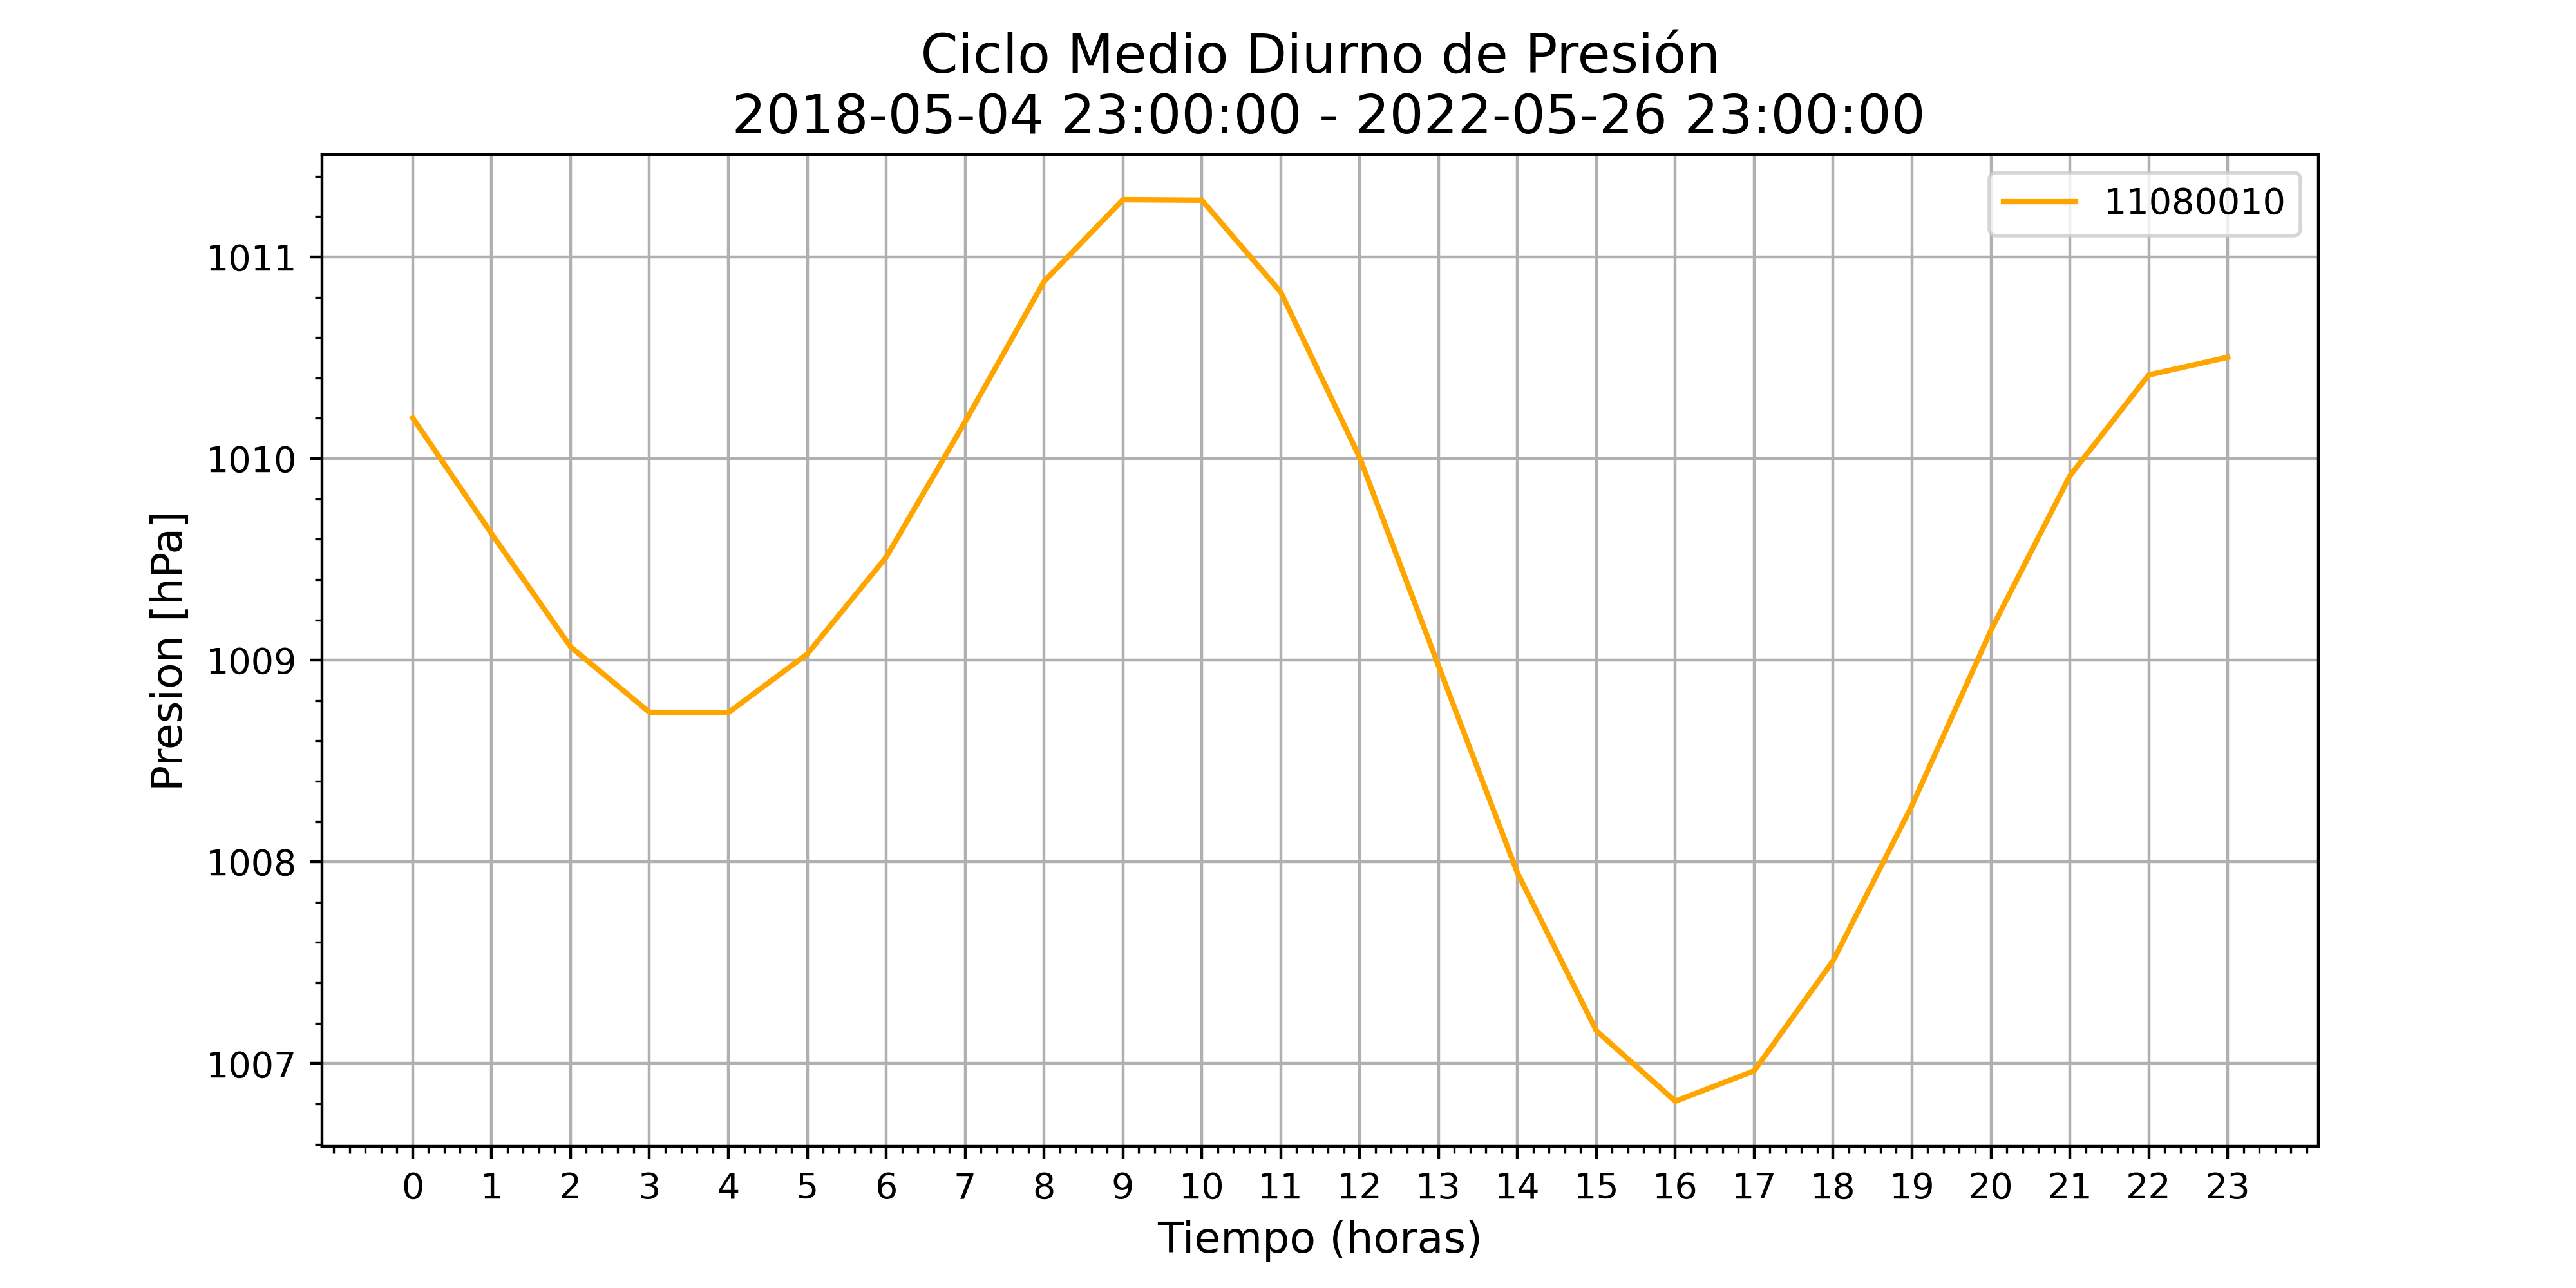 Ciclo Medio Diurno de Presión
2018-05-04 23:00:00 - 2022-05-26 23:00:00
11080010
Presion [hPa]
1011
1010
1009
1008
1007
0 1 2 3 4 5 6 7 8 9 10 11 12 13 14 15 16 17 18 19 20 21 22 23
Tiempo (horas)